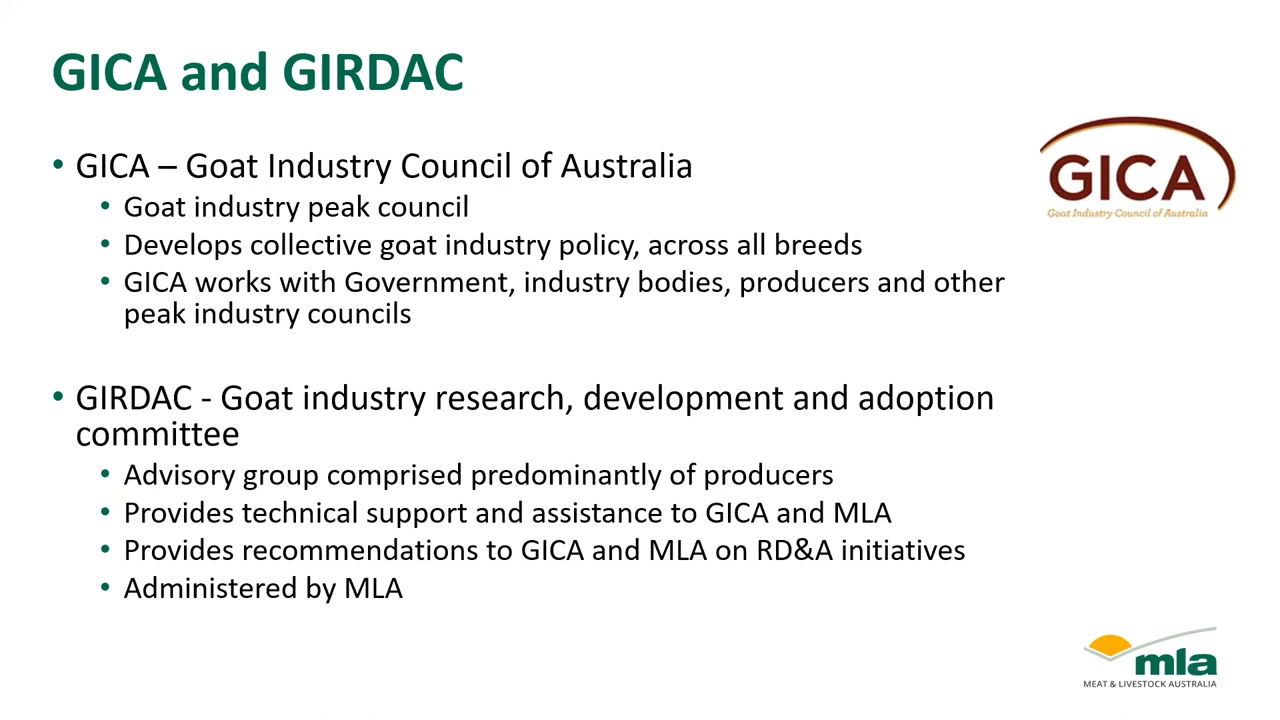 GICA and GIRDAC
• GICA – Goat Industry Council of Australia
• Goat industry peak council
• Develops collective goat industry policy, across all breeds
• GICA works with Government, industry bodies, producers and other
peak industry councils
GICA
Goat Industry Council of Australia
• GIRDAC - Goat industry research, development and adoption
committee
• Advisory group comprised predominantly of producers
• Provides technical support and assistance to GICA and MLA
• Provides recommendations to GICA and MLA on RD&A initiatives
• Administered by MLA
mla
MEAT & LIVESTOCK AUSTRALIA